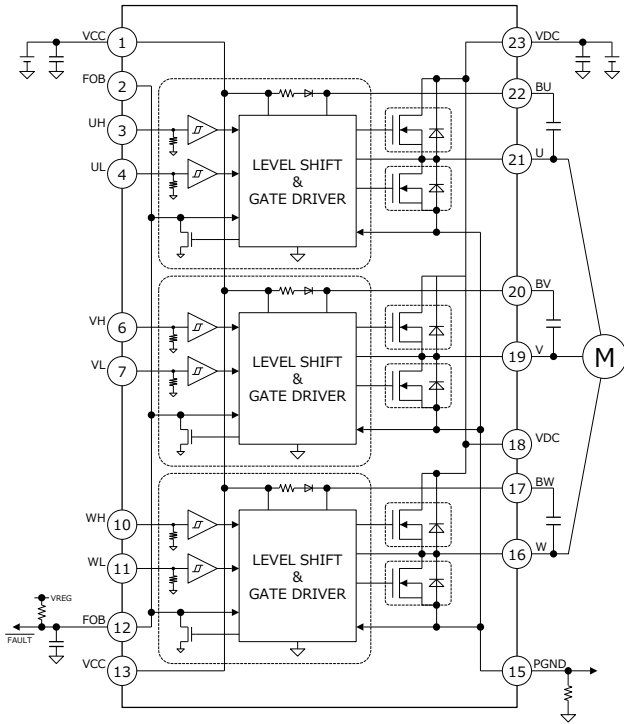 VCC
1
23
VDC
FOB
2
22
BU
UH
3
LEVEL SHIFT
&
GATE DRIVER
21
U
UL
4
20
BV
VH
6
LEVEL SHIFT
&
GATE DRIVER
19
V
M
VL
7
18
VDC
17
BW
WH
10
LEVEL SHIFT
&
GATE DRIVER
16
W
WL
11
VREG
FAULT
FOB
12
VCC
13
15
PGND